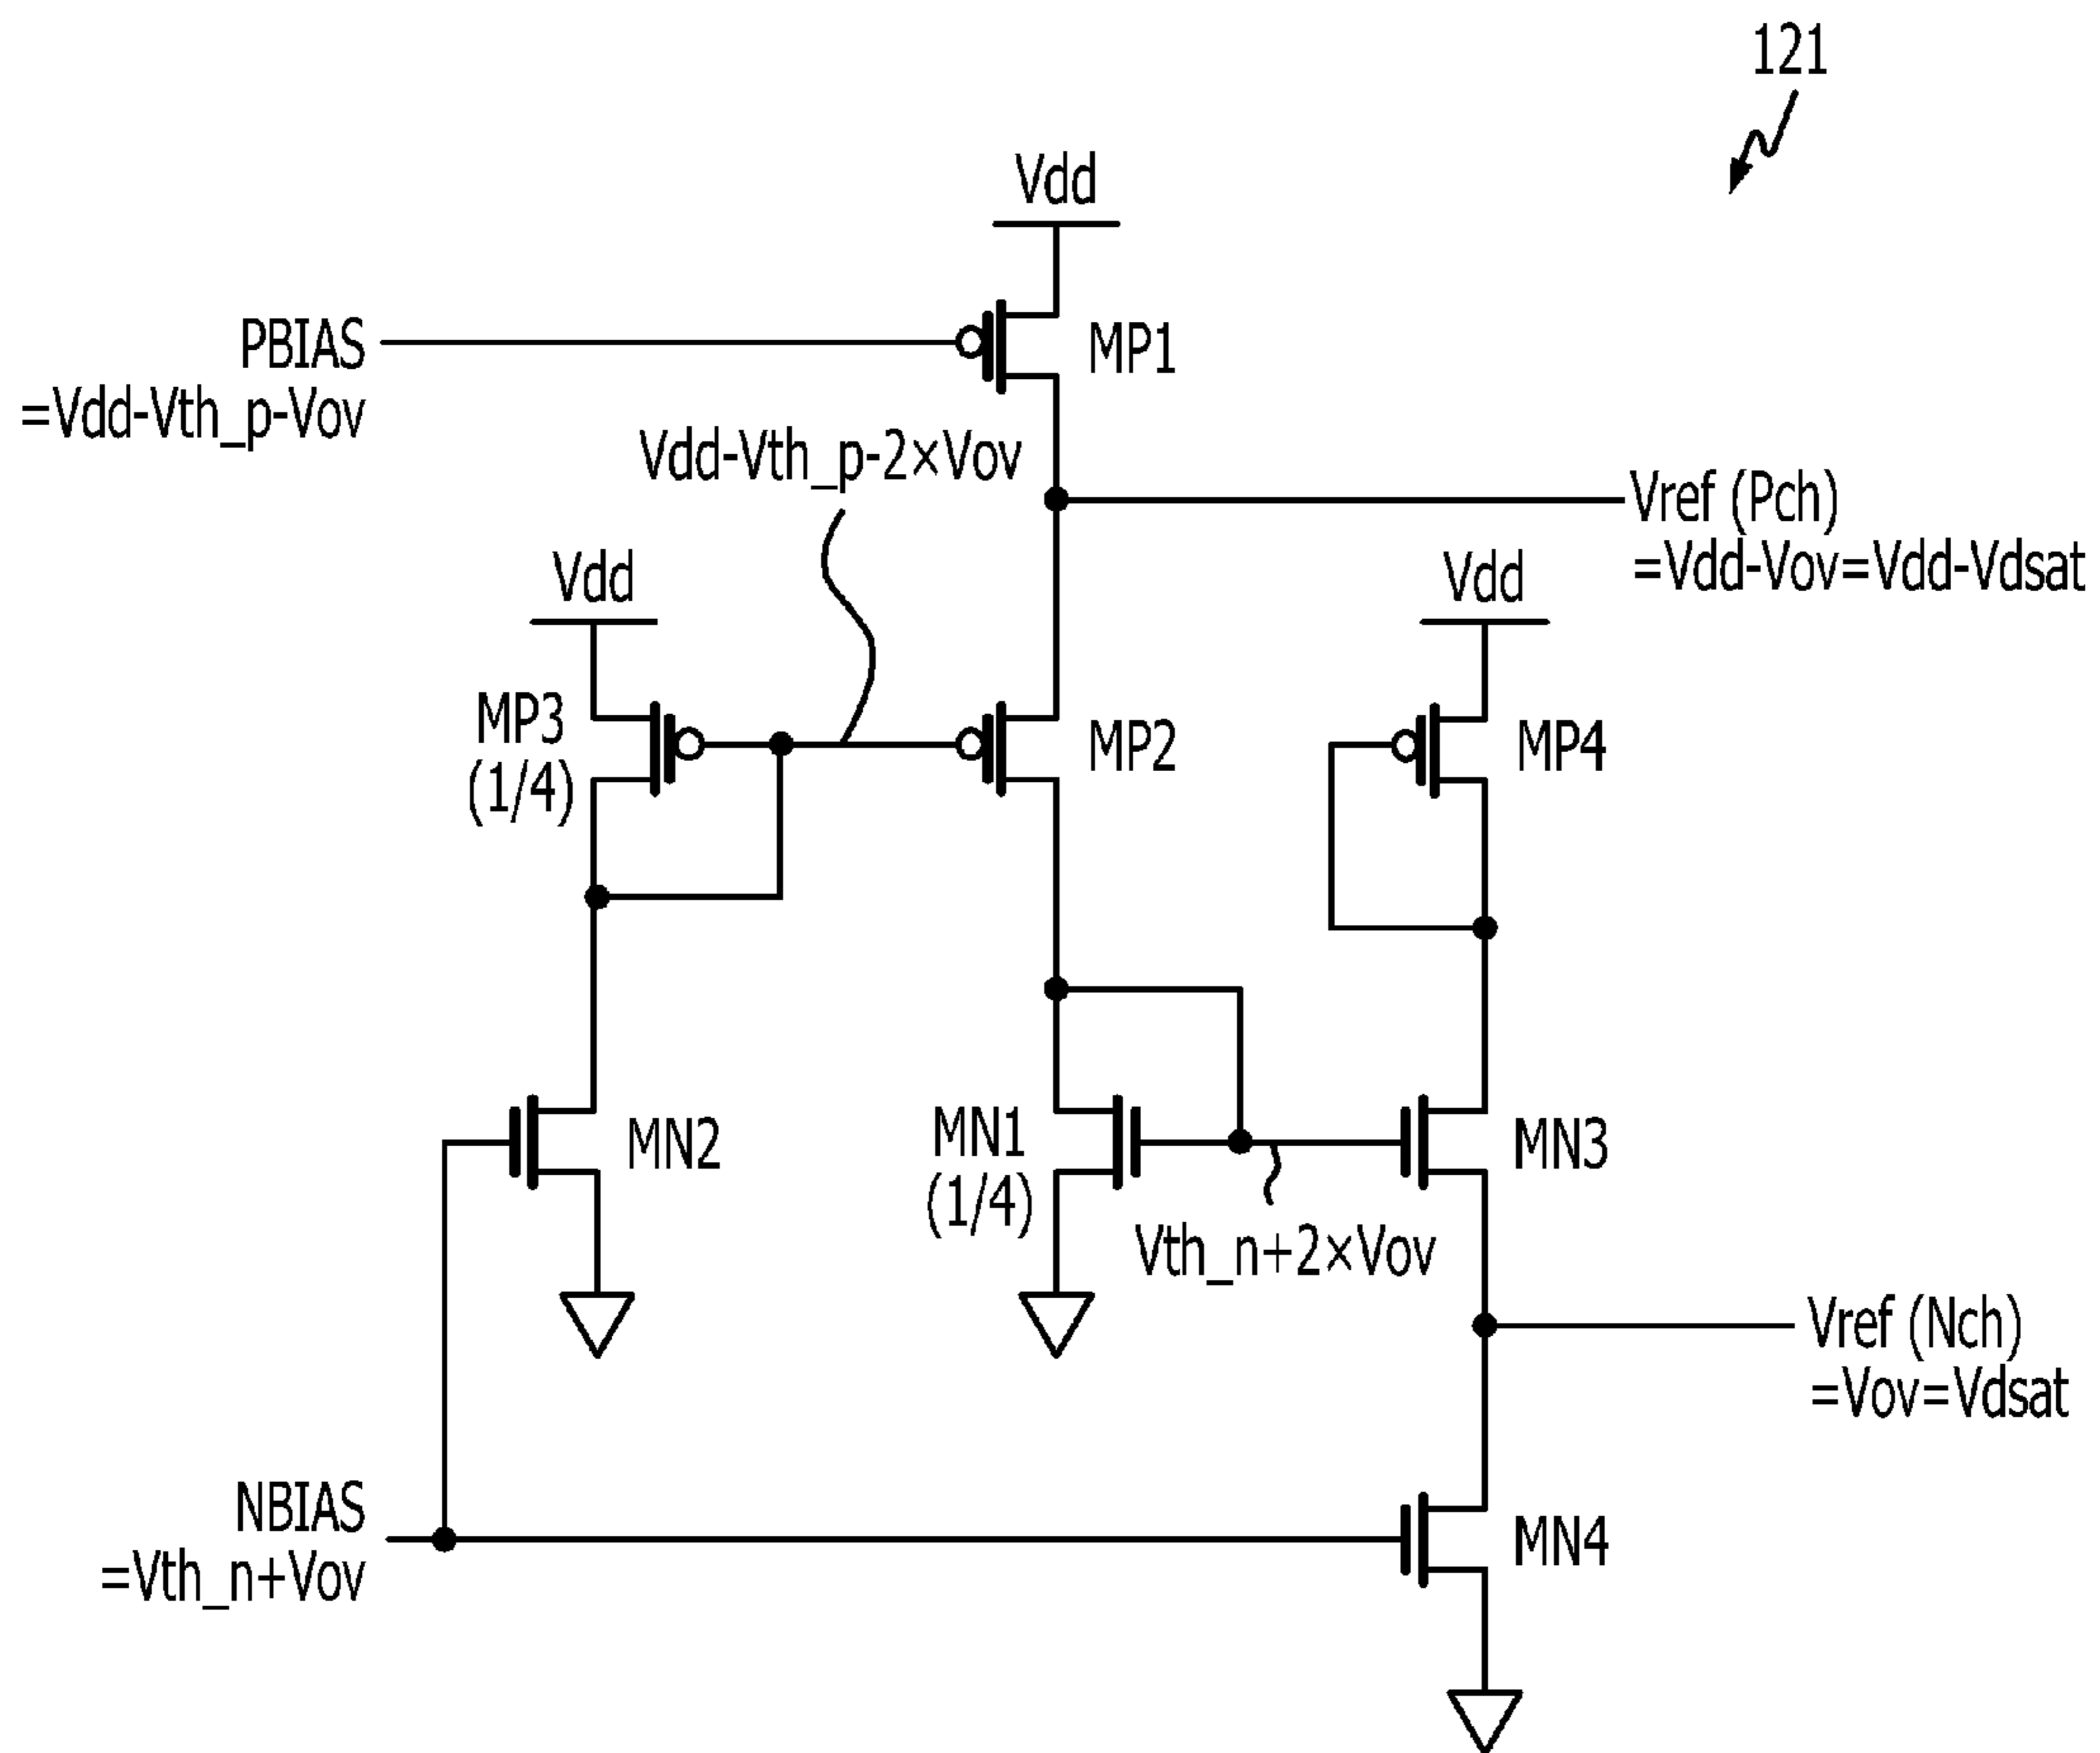 121
Vdd
PBIAS
=Vdd-Vth_p-Vov
MP1
Vdd-Vth_p-2×Vov
Vref (Pch)
=Vdd-Vov=Vdd-Vdsat
Vdd
Vdd
MP3
(1/4)
MP2
MP4
MN2
MN1
(1/4)
MN3
Vth_n+2×Vov
Vref (Nch)
=Vov=Vdsat
NBIAS
=Vth_n+Vov
MN4